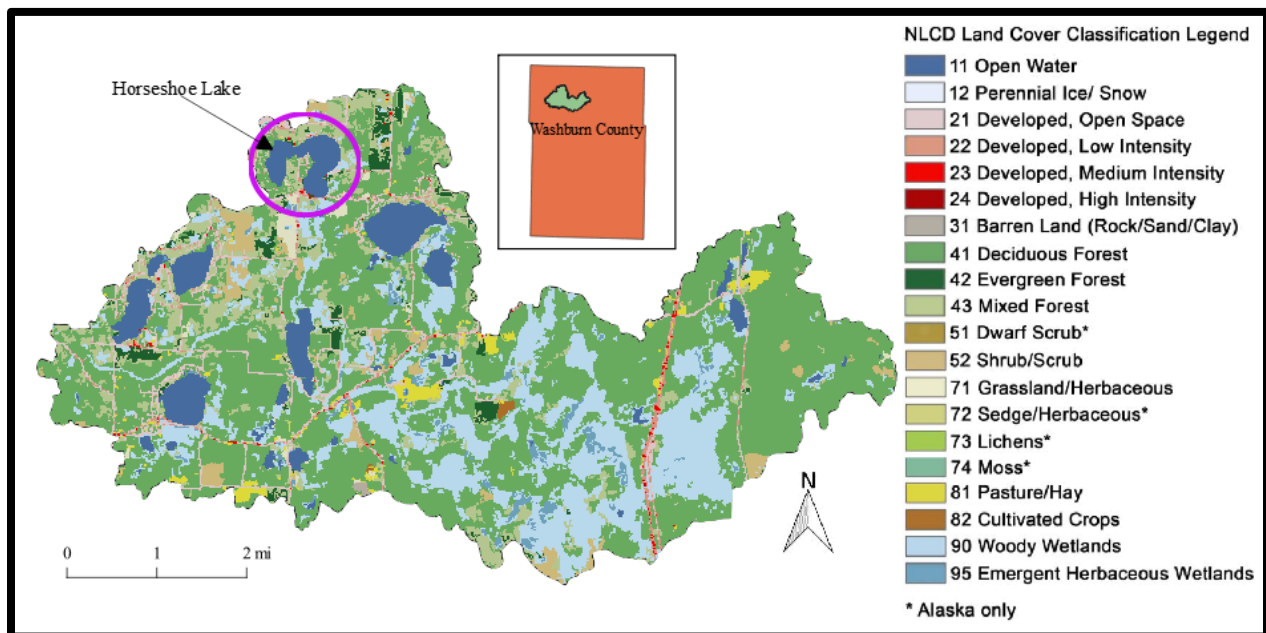 Horseshoe Lake
Washburn County
N
0 1 2 mi
NLCD Land Cover Classification Legend
11 Open Water
12 Perennial Ice/ Snow
21 Developed, Open Space
22 Developed, Low Intensity
23 Developed, Medium Intensity
24 Developed, High Intensity
31 Barren Land (Rock/Sand/Clay)
41 Deciduous Forest
42 Evergreen Forest
43 Mixed Forest
51 Dwarf Scrub*
52 Shrub/Scrub
71 Grassland/Herbaceous
72 Sedge/Herbaceous*
73 Lichens*
74 Moss*
81 Pasture/Hay
82 Cultivated Crops
90 Woody Wetlands
95 Emergent Herbaceous Wetlands
* Alaska only